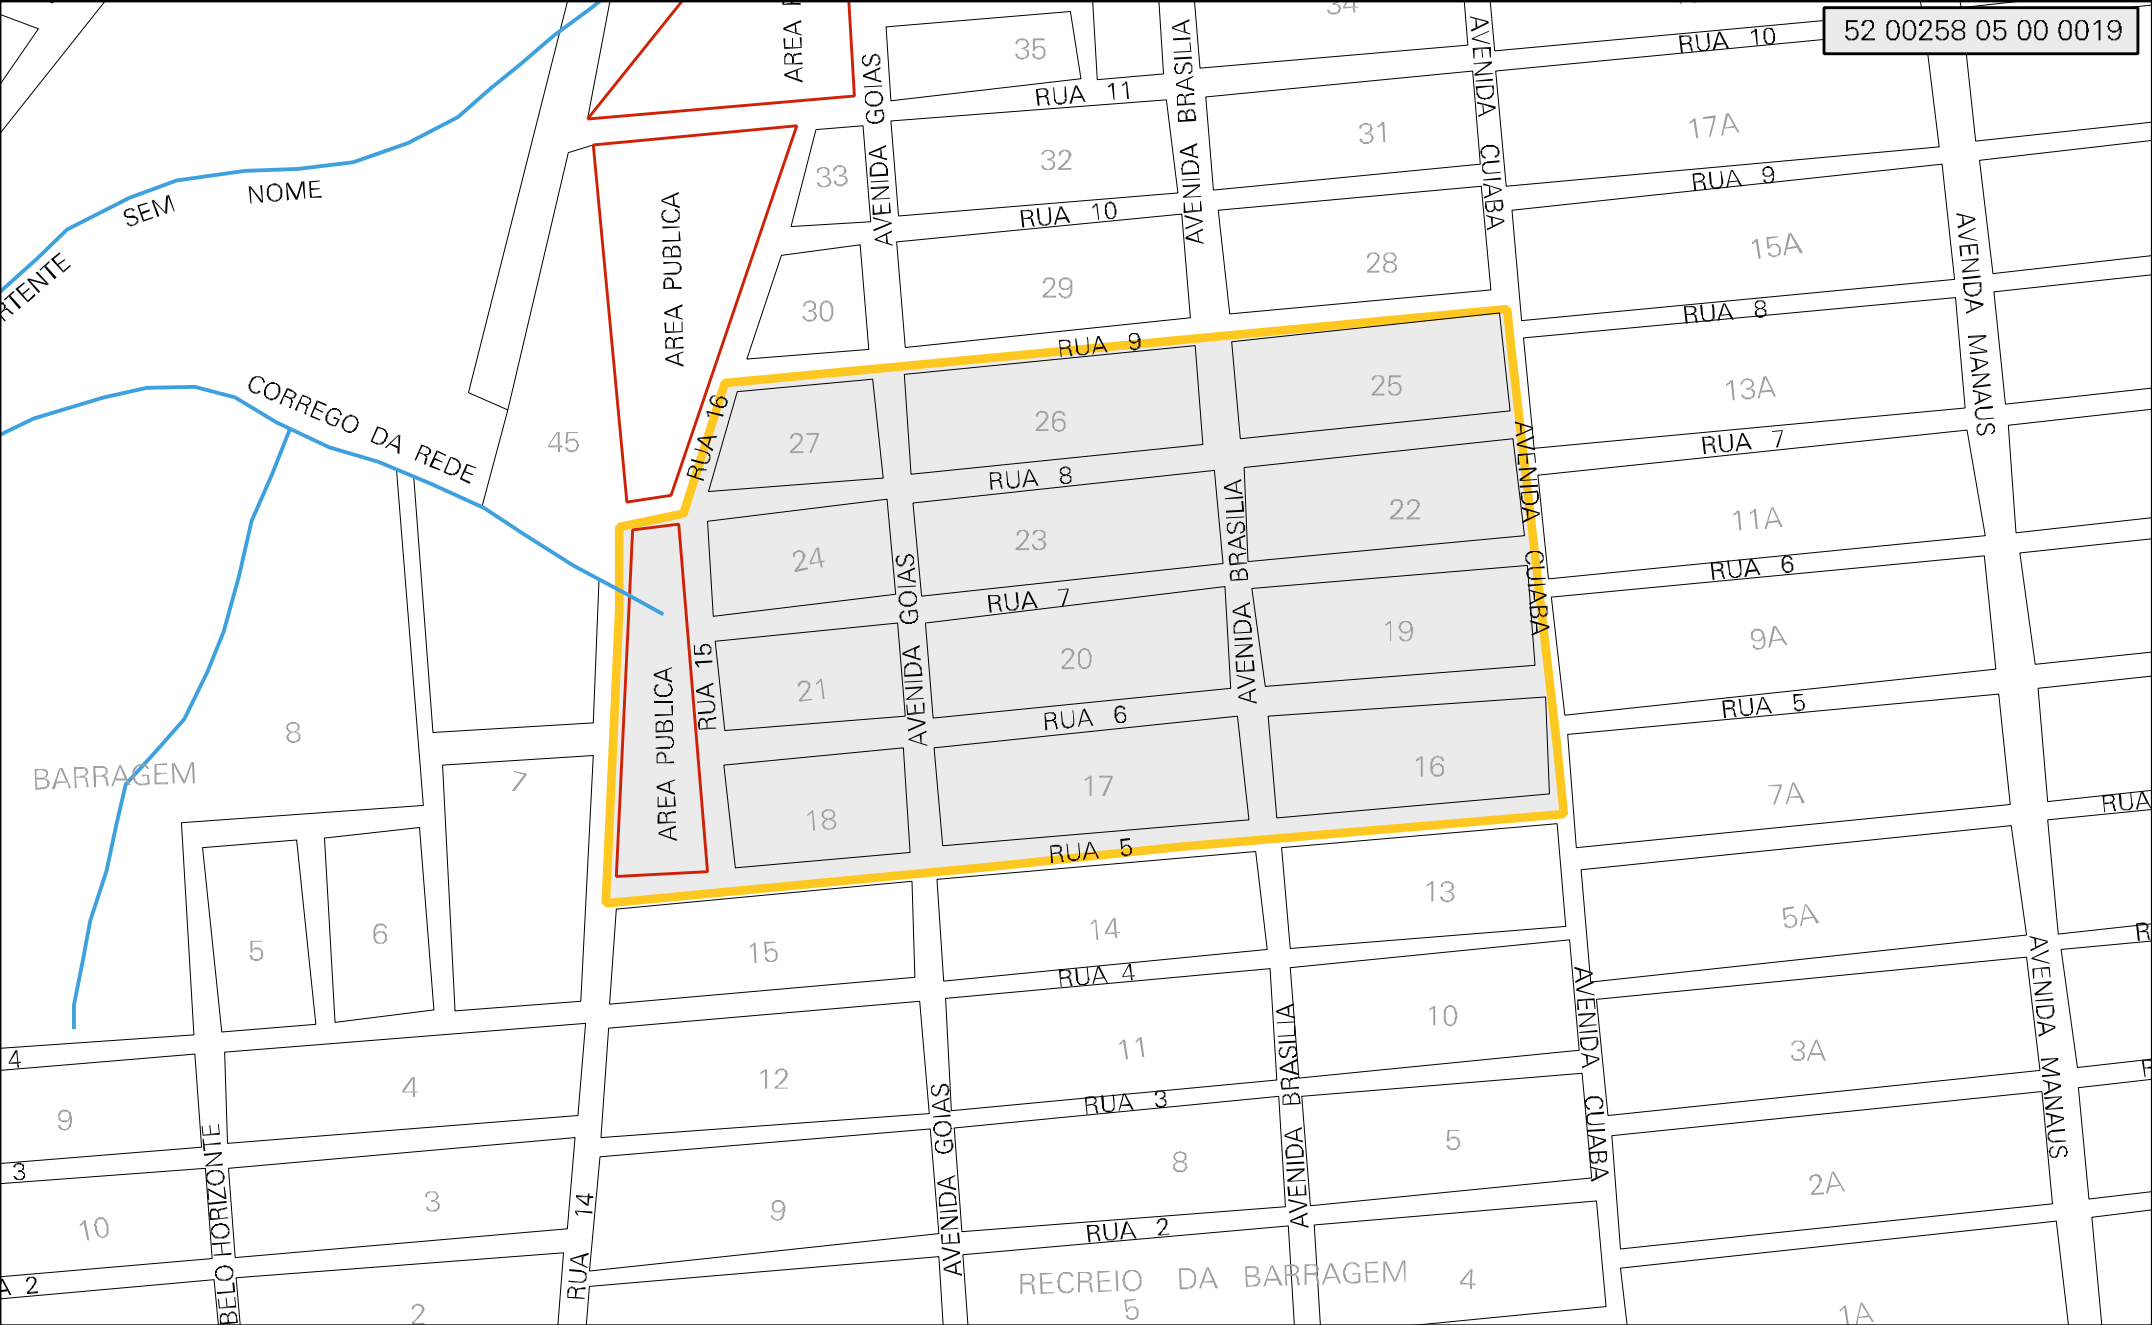 34
52 00258 05 00 0019
AREA
35
RUA 10
AVENIDA GOIAS
AVENIDA BRASILIA
AVENIDA CUIABA
RUA 11
31
17A
32
33
RUA 9
SEM NOME
RUA 10
AREA PUBLICA
28
15A
AVENIDA MANAUS
29
30
RUA 8
RUA 9
CORREGO DA REDE
25
13A
RUA 16
26
27
45
RUA 7
RUA 8
22
11A
AVENIDA CUIABA
23
24
AVENIDA BRASILIA
AVENIDA GOIAS
RUA 6
RUA 7
19
9A
20
21
RUA 15
AREA PUBLICA
RUA 5
RUA 6
8
BARRAGEM
7
16
17
18
7A
RUA
RUA 5
13
5A
14
15
5
6
RUA 4
AVENIDA CUIABA
AVENIDA MANAUS
10
11
3A
4
12
4
AVENIDA BRASILIA
AVENIDA GOIAS
RUA 3
9
5
8
3
BELO HORIZONTE
2A
3
9
10
RUA 14
RUA 2
RECREIO DA BARRAGEM
4
2
5
2
1A